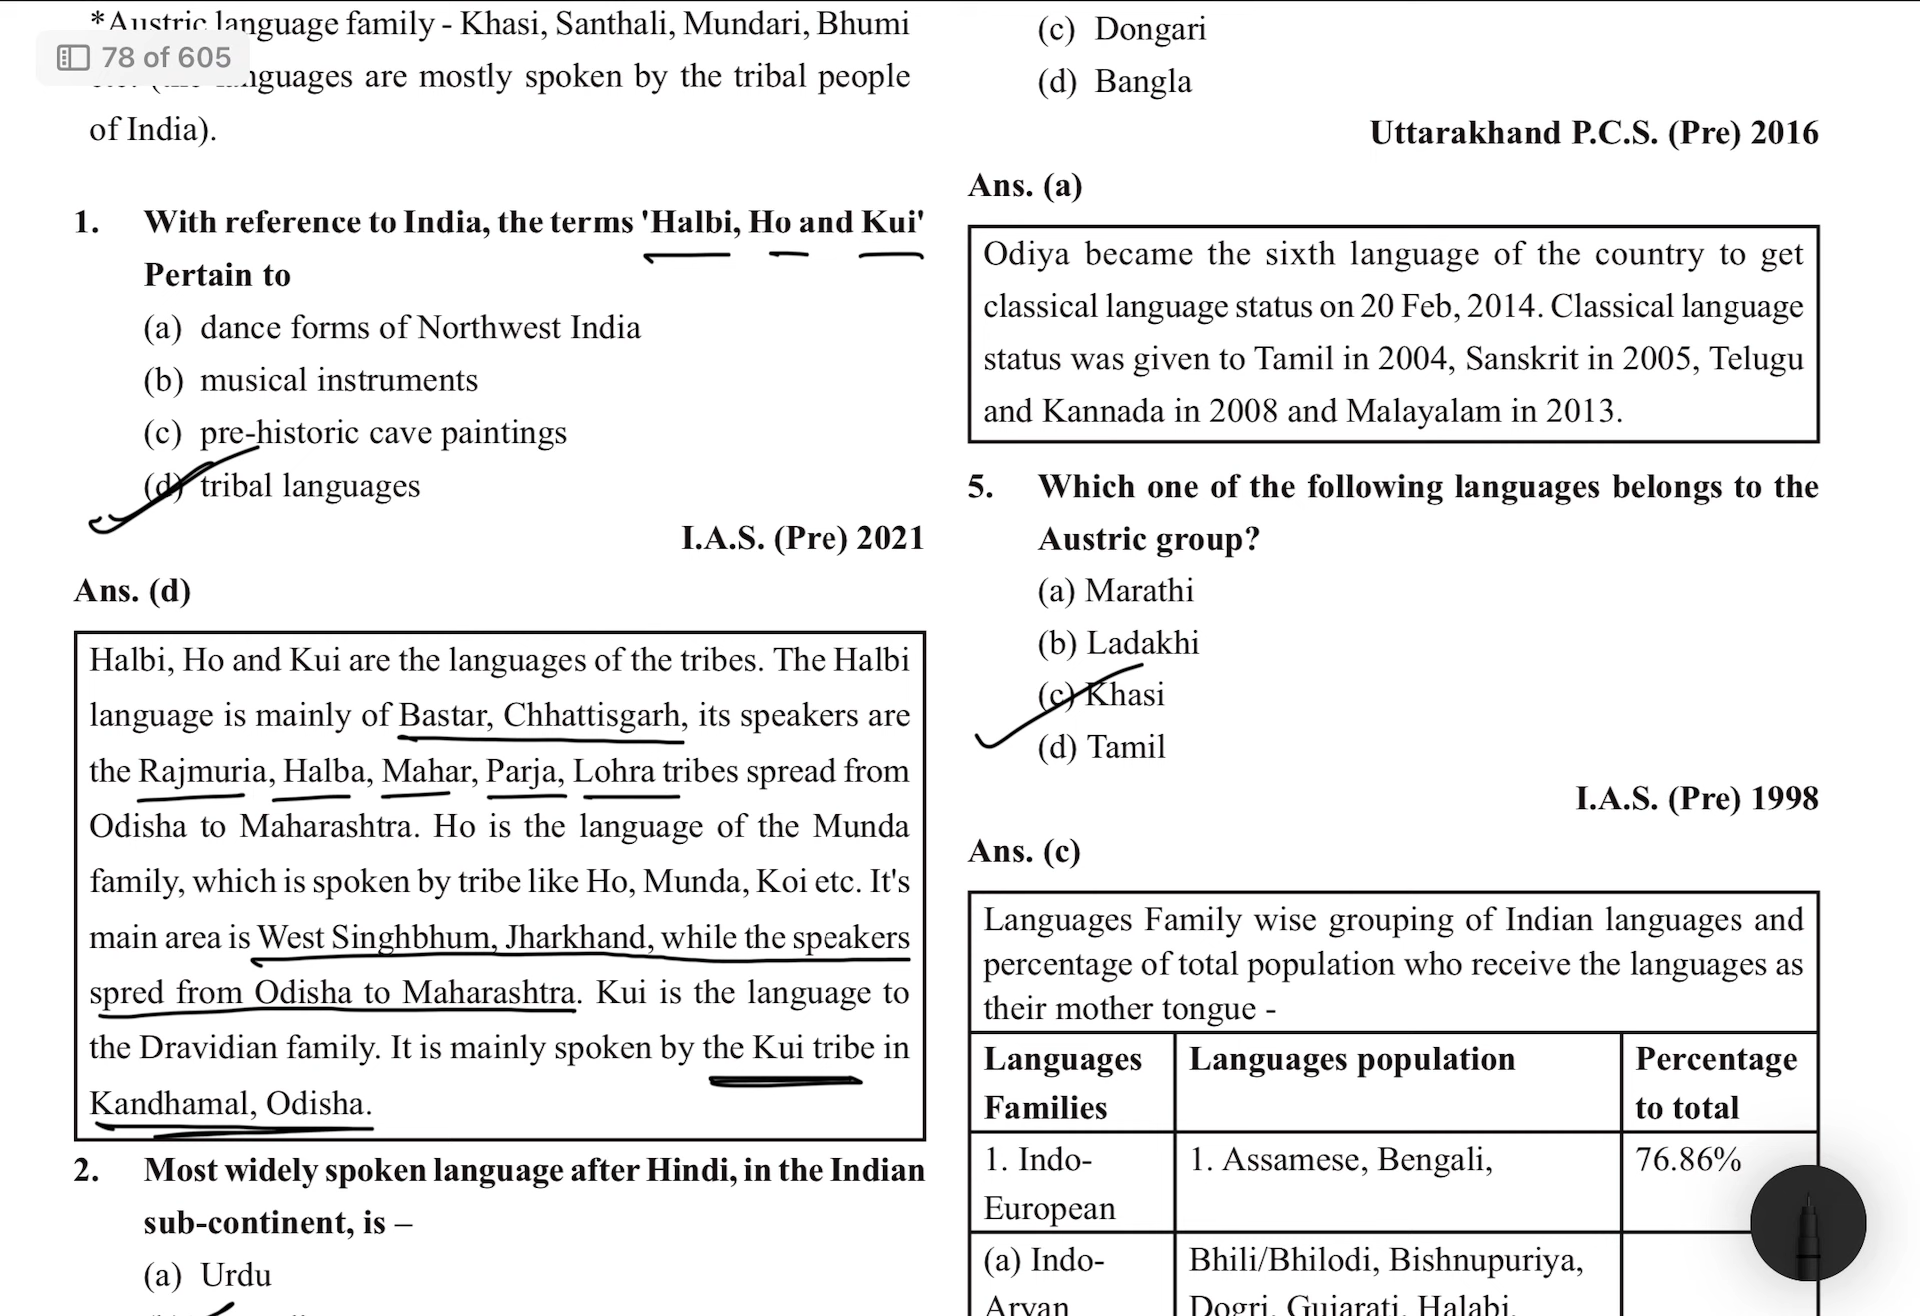 *Austric language family - Khasi, Santhali, Mundari, Bhumi
78 of 605
languages are mostly spoken by the tribal people
of India).
1. With reference to India, the terms 'Halbi, Ho and Kui'
Pertain to
(a) dance forms of Northwest India
(b) musical instruments
(c) pre-historic cave paintings
(d) tribal languages
I.A.S. (Pre) 2021
Ans. (d)
Halbi, Ho and Kui are the languages of the tribes. The Halbi
language is mainly of Bastar, Chhattisgarh, its speakers are
the Rajmuria, Halba, Mahar, Parja, Lohra tribes spread from
Odisha to Maharashtra. Ho is the language of the Munda
family, which is spoken by tribe like Ho, Munda, Koi etc. It's
main area is West Singhbhum, Jharkhand, while the speakers
spred from Odisha to Maharashtra. Kui is the language to
the Dravidian family. It is mainly spoken by the Kui tribe in
Kandhamal, Odisha.
2. Most widely spoken language after Hindi, in the Indian
sub-continent, is –
(a) Urdu
(c) Dongari
(d) Bangla
Uttarakhand P.C.S. (Pre) 2016
Ans. (a)
Odiya became the sixth language of the country to get
classical language status on 20 Feb, 2014. Classical language
status was given to Tamil in 2004, Sanskrit in 2005, Telugu
and Kannada in 2008 and Malayalam in 2013.
5. Which one of the following languages belongs to the
Austric group?
(a) Marathi
(b) Ladakhi
(c) Khasi
(d) Tamil
I.A.S. (Pre) 1998
Ans. (c)
Languages Family wise grouping of Indian languages and
percentage of total population who receive the languages as
their mother tongue -
Languages Languages population Percentage
Families to total
1. Indo- 1. Assamese, Bengali, 76.86%
European
(a) Indo- Bhili/Bhilodi, Bishnupuriya,
Aryan Dogri, Gujarati, Halabi,